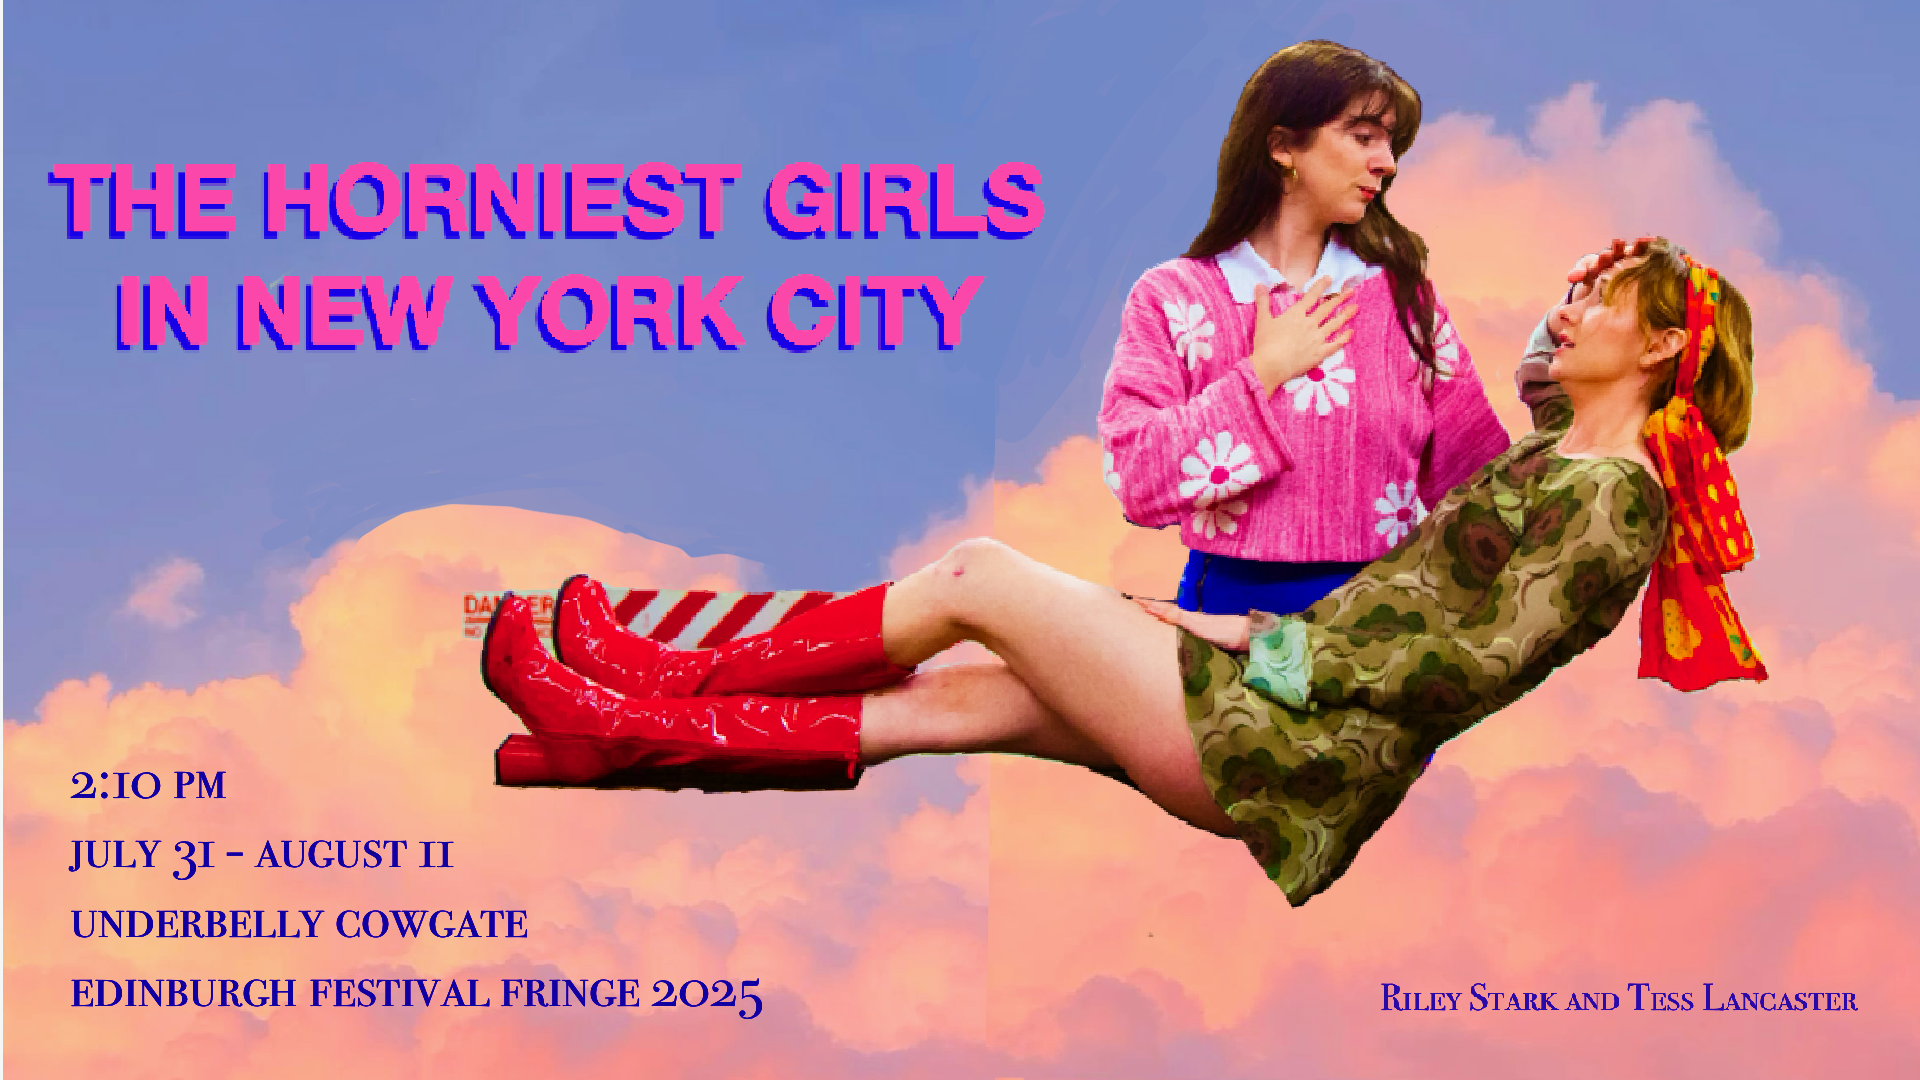 THE HORNIEST GIRLS
IN NEW YORK CITY
DANGER
2:10 PM
JULY 31 - AUGUST 11
UNDERBELLY COWGATE
EDINBURGH FESTIVAL FRINGE 2025
RILEY STARK AND TESS LANCASTER